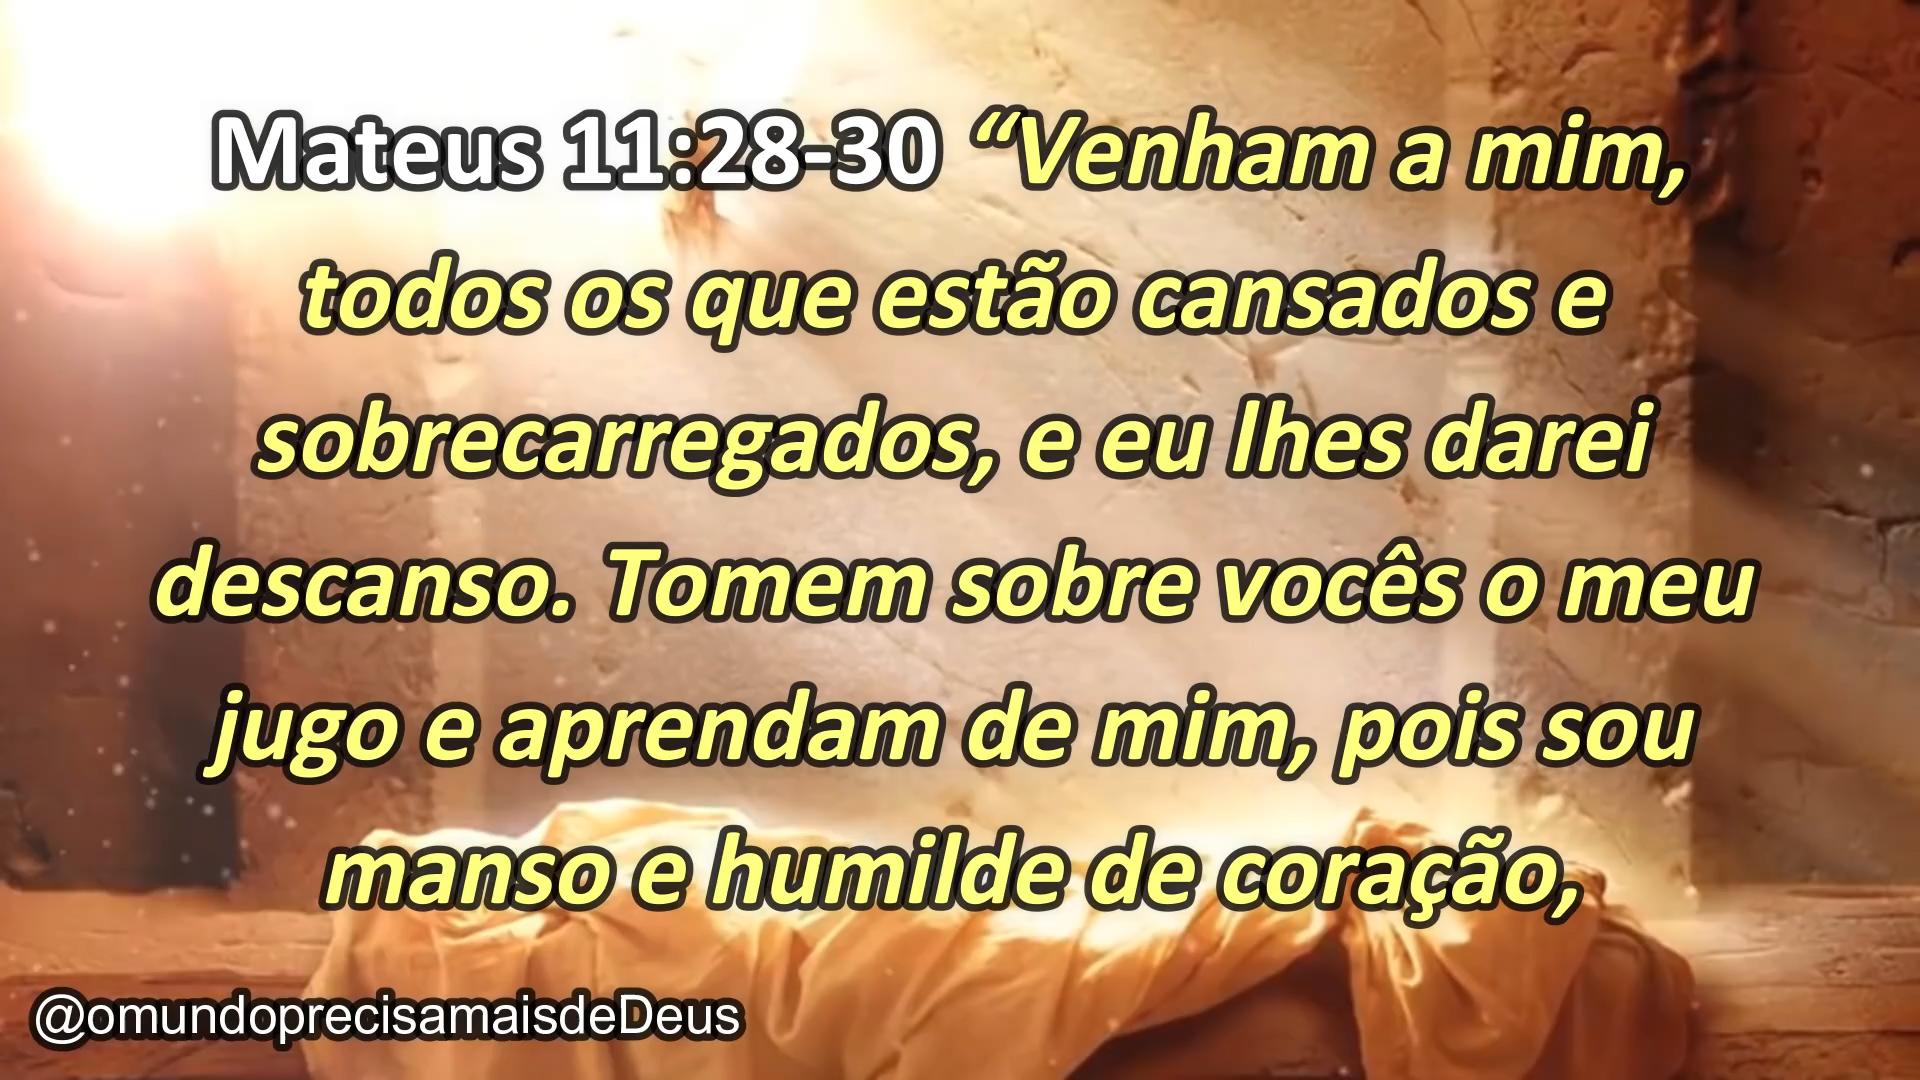 Mateus 11:28-30 “Venham a mim,
todos os que estão cansados e
sobrecarregados, e eu lhes darei
descanso. Tomem sobre vocês o meu
jugo e aprendam de mim, pois sou
manso e humilde de coração,
@omundoprecisamaisdeDeus